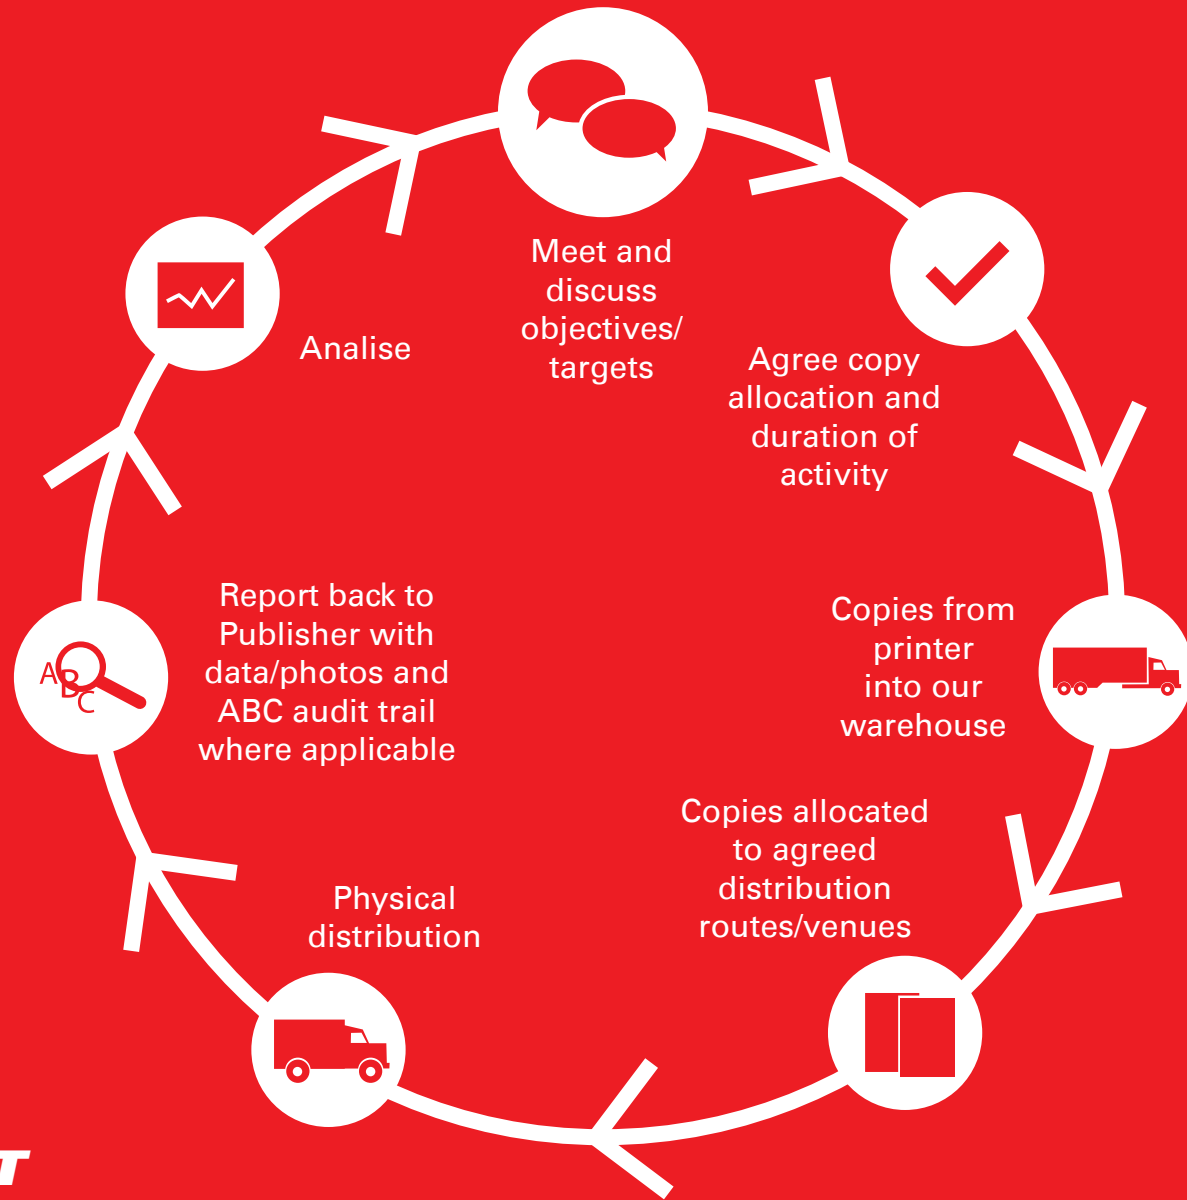 Meet and
discuss
objectives/
targets
Agree copy
allocation and
duration of
activity
Copies from
printer
into our
warehouse
Copies allocated
to agreed
distribution
routes/venues
Physical
distribution
Report back to
Publisher with
data/photos and
ABC audit trail
where applicable
ABC
Analise
T